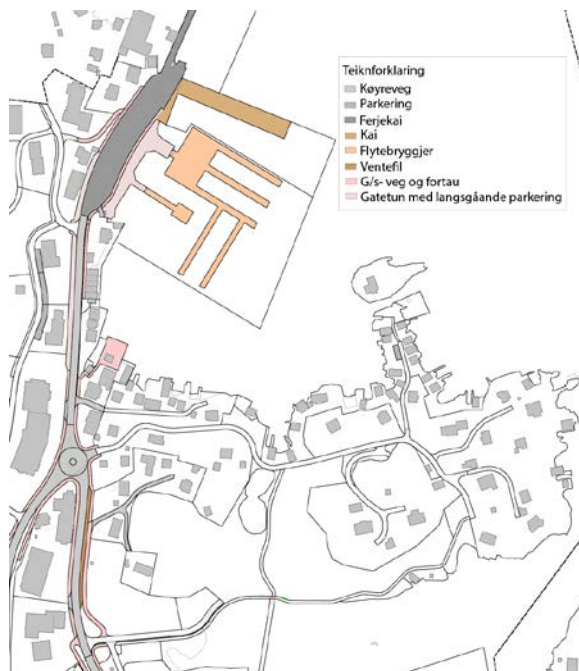 Teiknforklaring
Køyreveg
Parkering
Ferjekai
Kai
Flytebryggjer
Ventefil
G/s- veg og fortau
Gatetun med langsgåande parkering